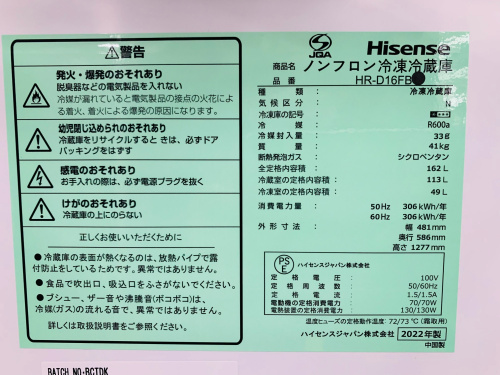 ⚠警告
発火・爆発のおそれあり
脱臭器などの電気製品を入れない
冷媒が漏れていると電気製品の接点の火花に
よる着火、着火による爆発の原因になります。
幼児閉じ込められのおそれあり
冷蔵庫をリサイクルするときは、必ずドア
パッキングをはずす
感電のおそれあり
お手入れの際は、必ず電源プラグを抜く
けがのおそれあり
冷蔵庫の上にのらない
正しくお使いいただくために
●冷蔵庫の表面が熱くなるのは、放熱パイプで露
付防止をしているためです。異常ではありません。
●食品で吹出口、吸込口をふさがないでください。
●プシュー、ザー音や沸騰音(ポコポコ)は、
冷媒(ガス)の流れる音で、異常ではありません。
詳しくは取扱説明書をご参照ください。
JQA Hisense
商品名 ノンフロン冷凍冷蔵庫
品番 HR-D16FB
種類: 冷凍冷蔵庫
気候区分: N
冷凍庫の記号:
冷媒: R600a
冷媒封入量: 33g
質量: 41kg
断熱発泡ガス: シクロペンタン
全定格内容積: 162L
冷蔵室の定格内容積: 113L
冷凍室の定格内容積: 49L
消費電力量: 50Hz 306kWh/年
60Hz 306kWh/年
外形寸法: 幅 481mm
奥行 586mm
高さ 1277mm
PSE ハイセンスジャパン株式会社
定格電圧: 100V
定格周波数: 50/60Hz
定格電流: 1.5/1.5A
電動機の定格消費電力: 70/70W
電熱装置の定格消費電力: 130/130W
温度ヒューズの定格動作温度: 72/73℃ (霜取用)
ハイセンスジャパン株式会社 2022年製
中国製
BATCH NO:BCTDK